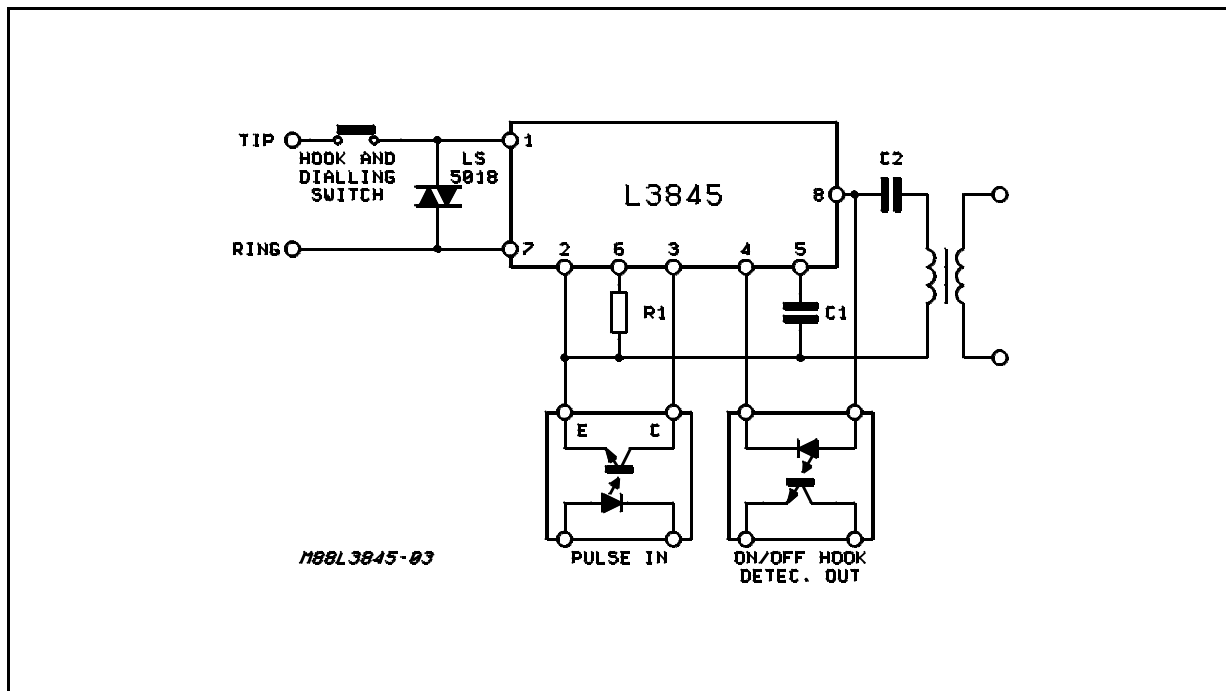 TIP
HOOK AND
DIALLING
SWITCH
LS
5018
1
L3845
8
C2
RING
7
2
6
3
4
5
R1
C1
E
C
M88L3845-03
PULSE IN
ON/OFF HOOK
DETEC. OUT